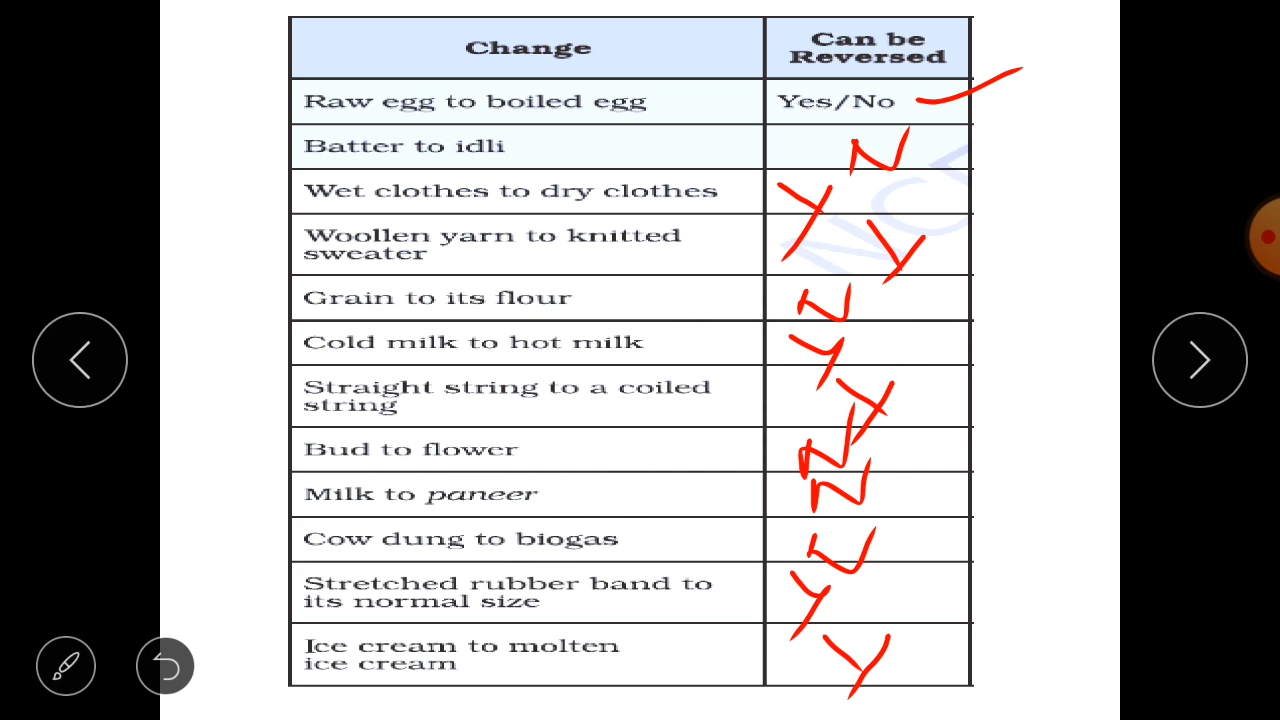 Change
Can be
Reversed
Raw egg to boiled egg
Yes/No
Batter to idli
N
Wet clothes to dry clothes
Y
Woollen yarn to knitted
sweater
Y
Grain to its flour
N
Cold milk to hot milk
Y
Straight string to a coiled
string
Y
Bud to flower
N
Milk to paneer
N
Cow dung to biogas
N
Stretched rubber band to
its normal size
Y
Ice cream to molten
ice cream
Y